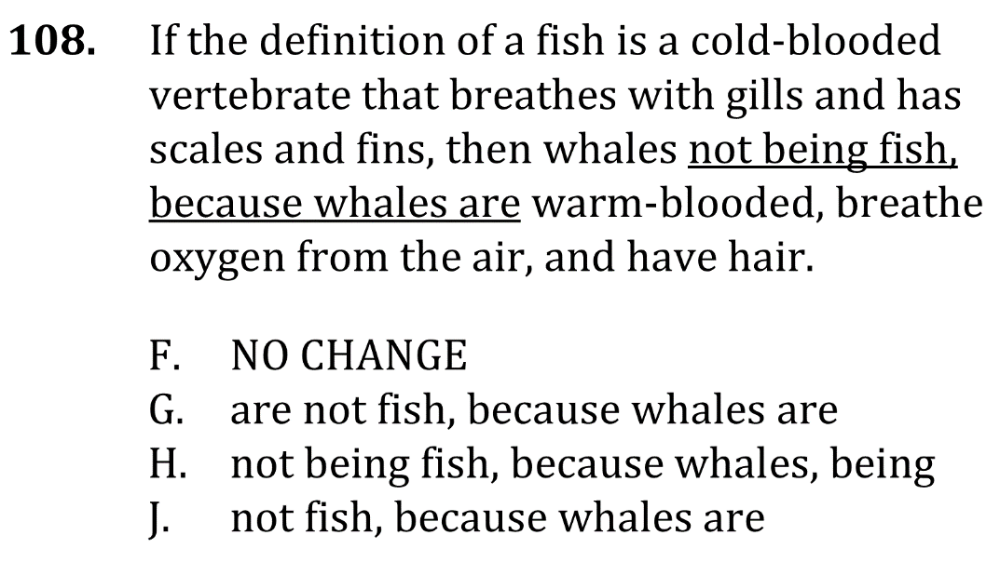 108. If the definition of a fish is a cold-blooded
vertebrate that breathes with gills and has
scales and fins, then whales not being fish,
because whales are warm-blooded, breathe
oxygen from the air, and have hair.
F. NO CHANGE
G. are not fish, because whales are
H. not being fish, because whales, being
J. not fish, because whales are